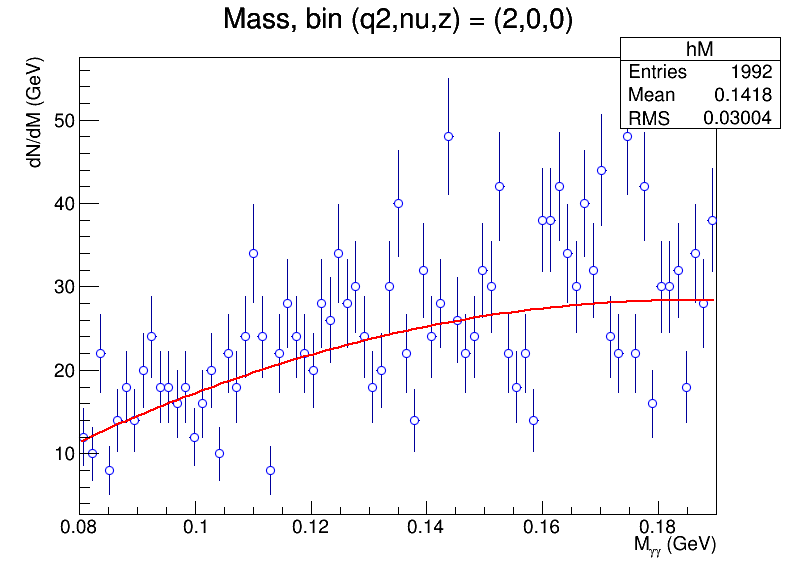 Mass, bin (q2,nu,z) = (2,0,0)
hM
Entries 1992
Mean 0.1418
RMS 0.03004
dN/dM (GeV)
50
40
30
20
10
0.08 0.1 0.12 0.14 0.16 0.18
Mγγ (GeV)